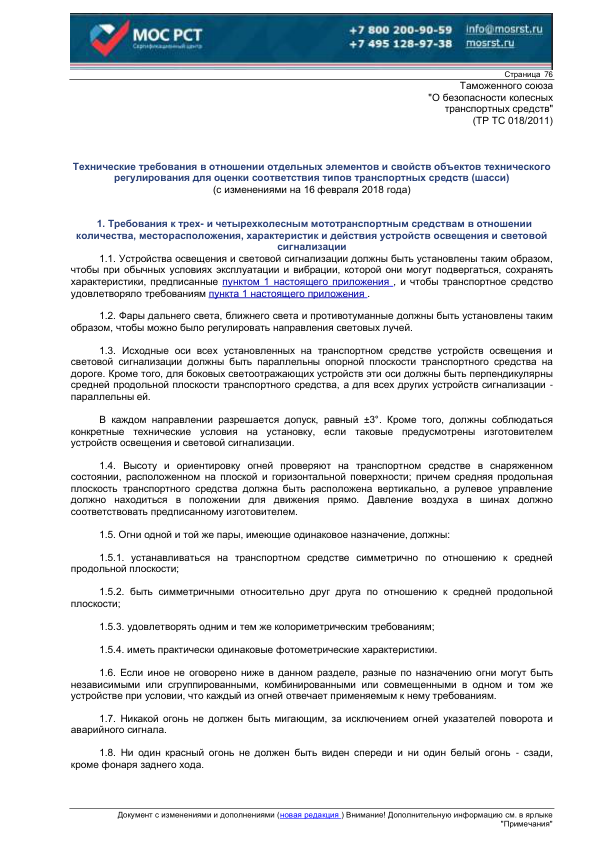 МОС РСТ
Сертификационный центр
+7 800 200-90-59
+7 495 128-97-38
info@mosrst.ru
mosrst.ru
Страница 76
Таможенного союза
"О безопасности колесных
транспортных средств"
(ТР ТС 018/2011)
Технические требования в отношении отдельных элементов и свойств объектов технического
регулирования для оценки соответствия типов транспортных средств (шасси)
(с изменениями на 16 февраля 2018 года)
1. Требования к трех- и четырехколесным мототранспортным средствам в отношении
количества, месторасположения, характеристик и действия устройств освещения и световой
сигнализации
1.1. Устройства освещения и световой сигнализации должны быть установлены таким образом,
чтобы при обычных условиях эксплуатации и вибрации, которой они могут подвергаться, сохранять
характеристики, предписанные пунктом 1 настоящего приложения , и чтобы транспортное средство
удовлетворяло требованиям пункта 1 настоящего приложения .
1.2. Фары дальнего света, ближнего света и противотуманные должны быть установлены таким
образом, чтобы можно было регулировать направления световых лучей.
1.3. Исходные оси всех установленных на транспортном средстве устройств освещения и
световой сигнализации должны быть параллельны опорной плоскости транспортного средства на
дороге. Кроме того, для боковых светоотражающих устройств эти оси должны быть перпендикулярны
средней продольной плоскости транспортного средства, а для всех других устройств сигнализации -
параллельны ей.
В каждом направлении разрешается допуск, равный ±3°. Кроме того, должны соблюдаться
конкретные технические условия на установку, если таковые предусмотрены изготовителем
устройств освещения и световой сигнализации.
1.4. Высоту и ориентировку огней проверяют на транспортном средстве в снаряженном
состоянии, расположенном на плоской и горизонтальной поверхности; причем средняя продольная
плоскость транспортного средства должна быть расположена вертикально, а рулевое управление
должно находиться в положении для движения прямо. Давление воздуха в шинах должно
соответствовать предписанному изготовителем.
1.5. Огни одной и той же пары, имеющие одинаковое назначение, должны:
1.5.1. устанавливаться на транспортном средстве симметрично по отношению к средней
продольной плоскости;
1.5.2. быть симметричными относительно друг друга по отношению к средней продольной
плоскости;
1.5.3. удовлетворять одним и тем же колориметрическим требованиям;
1.5.4. иметь практически одинаковые фотометрические характеристики.
1.6. Если иное не оговорено ниже в данном разделе, разные по назначению огни могут быть
независимыми или сгруппированными, комбинированными или совмещенными в одном и том же
устройстве при условии, что каждый из огней отвечает применяемым к нему требованиям.
1.7. Никакой огонь не должен быть мигающим, за исключением огней указателей поворота и
аварийного сигнала.
1.8. Ни один красный огонь не должен быть виден спереди и ни один белый огонь - сзади,
кроме фонаря заднего хода.
Документ с изменениями и дополнениями (новая редакция ) Внимание! Дополнительную информацию см. в ярлыке
"Примечания"